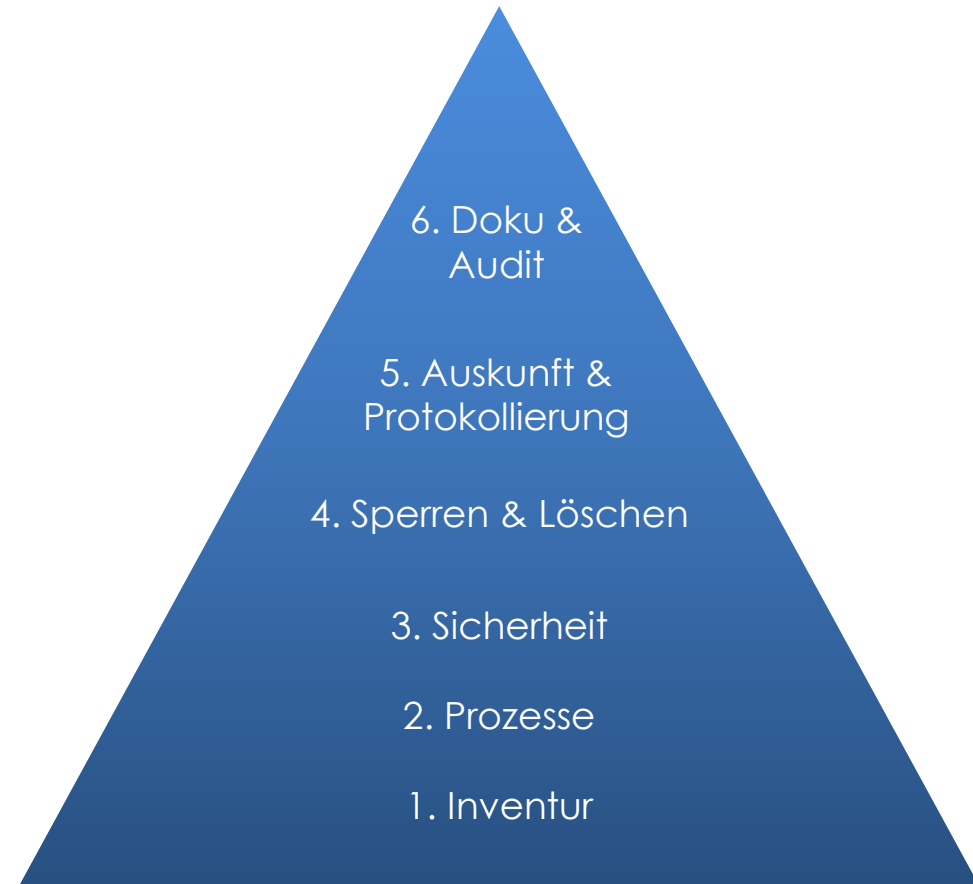 6. Doku &
Audit
5. Auskunft &
Protokollierung
4. Sperren & Löschen
3. Sicherheit
2. Prozesse
1. Inventur